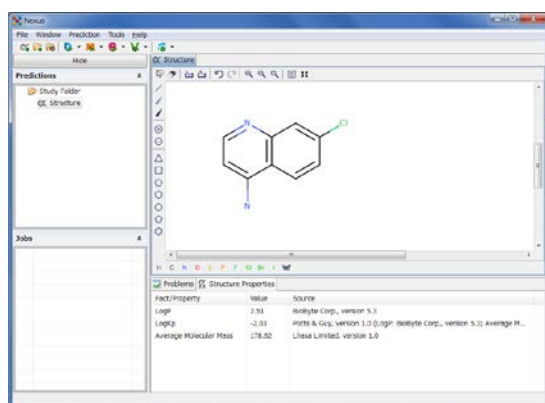 Nexus
File Window Prediction Tools Help
Hide
Structure
Predictions
Study Folder
Structure
N
Cl
N
Jobs
H C N O S P F Cl Br I
Problems Structure Properties
Fact/Property Value Source
LogP 2.51 BioByte Corp., version 5.3
LogKp -2.03 Potts & Guy, version 1.0 (LogP: BioByte Corp., version 5.3; Average M...
Average Molecular Mass 178.62 Lhasa Limited, version 1.0